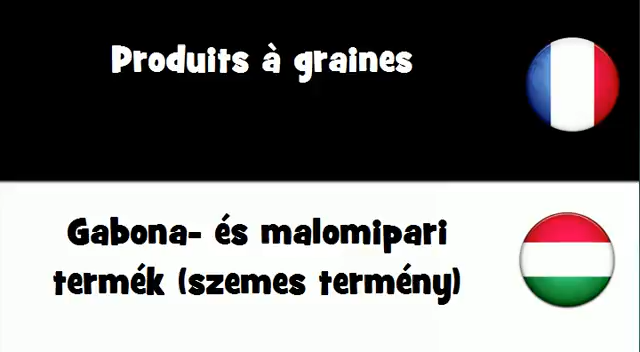 Produits à graines
Gabona- és malomipari
termék (szemes termény)